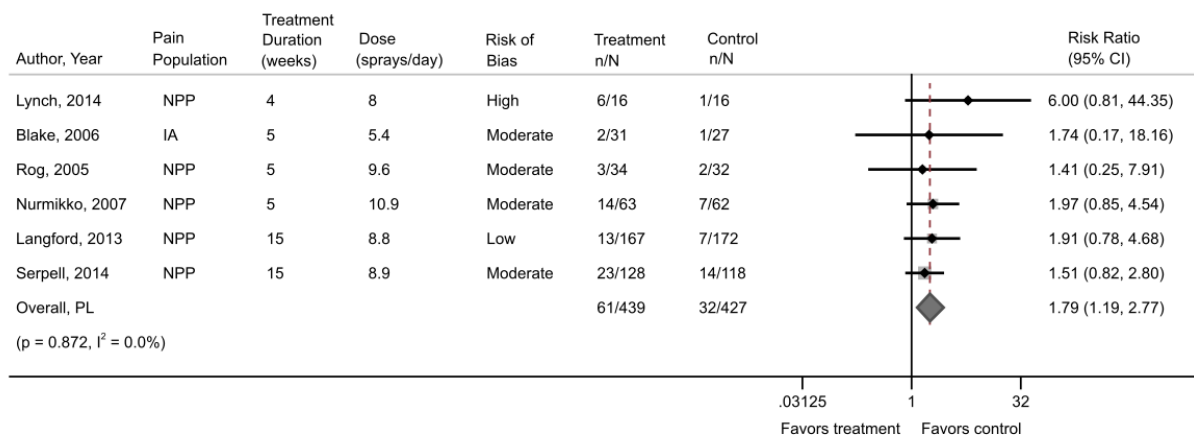 Author, Year Pain Population Treatment Duration (weeks) Dose (sprays/day) Risk of Bias Treatment n/N Control n/N Risk Ratio (95% CI)
Lynch, 2014 NPP 4 8 High 6/16 1/16 6.00 (0.81, 44.35)
Blake, 2006 IA 5 5.4 Moderate 2/31 1/27 1.74 (0.17, 18.16)
Rog, 2005 NPP 5 9.6 Moderate 3/34 2/32 1.41 (0.25, 7.91)
Nurmikko, 2007 NPP 5 10.9 Moderate 14/63 7/62 1.97 (0.85, 4.54)
Langford, 2013 NPP 15 8.8 Low 13/167 7/172 1.91 (0.78, 4.68)
Serpell, 2014 NPP 15 8.9 Moderate 23/128 14/118 1.51 (0.82, 2.80)
Overall, PL 61/439 32/427 1.79 (1.19, 2.77)
(p = 0.872, I² = 0.0%)
.03125 1 32
Favors treatment Favors control